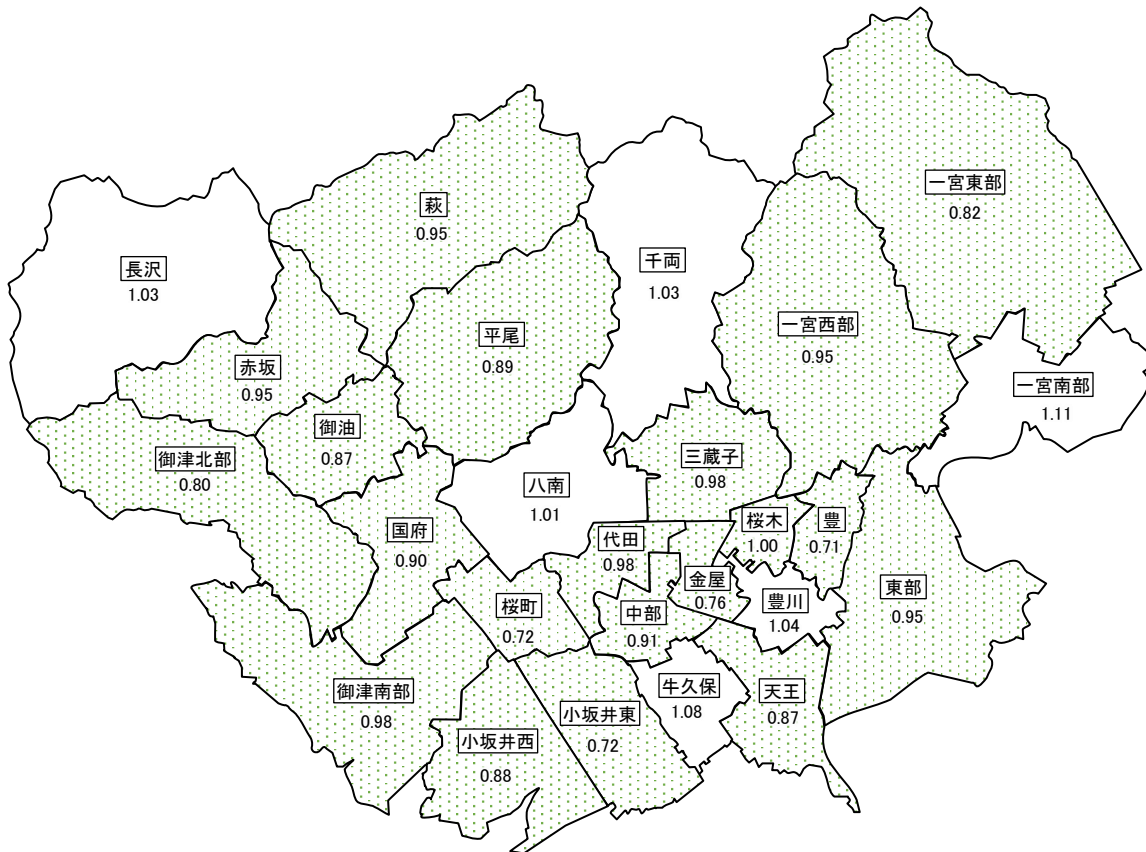 一宮東部
0.82
萩
0.95
千両
1.03
長沢
1.03
一宮西部
0.95
平尾
0.89
赤坂
0.95
一宮南部
1.11
御油
0.87
御津北部
0.80
三蔵子
0.98
八南
1.01
国府
0.90
代田
0.98
桜木
1.00
豊
0.71
金屋
0.76
東部
0.95
桜町
0.72
中部
0.91
豊川
1.04
御津南部
0.98
牛久保
1.08
天王
0.87
小坂井東
0.72
小坂井西
0.88